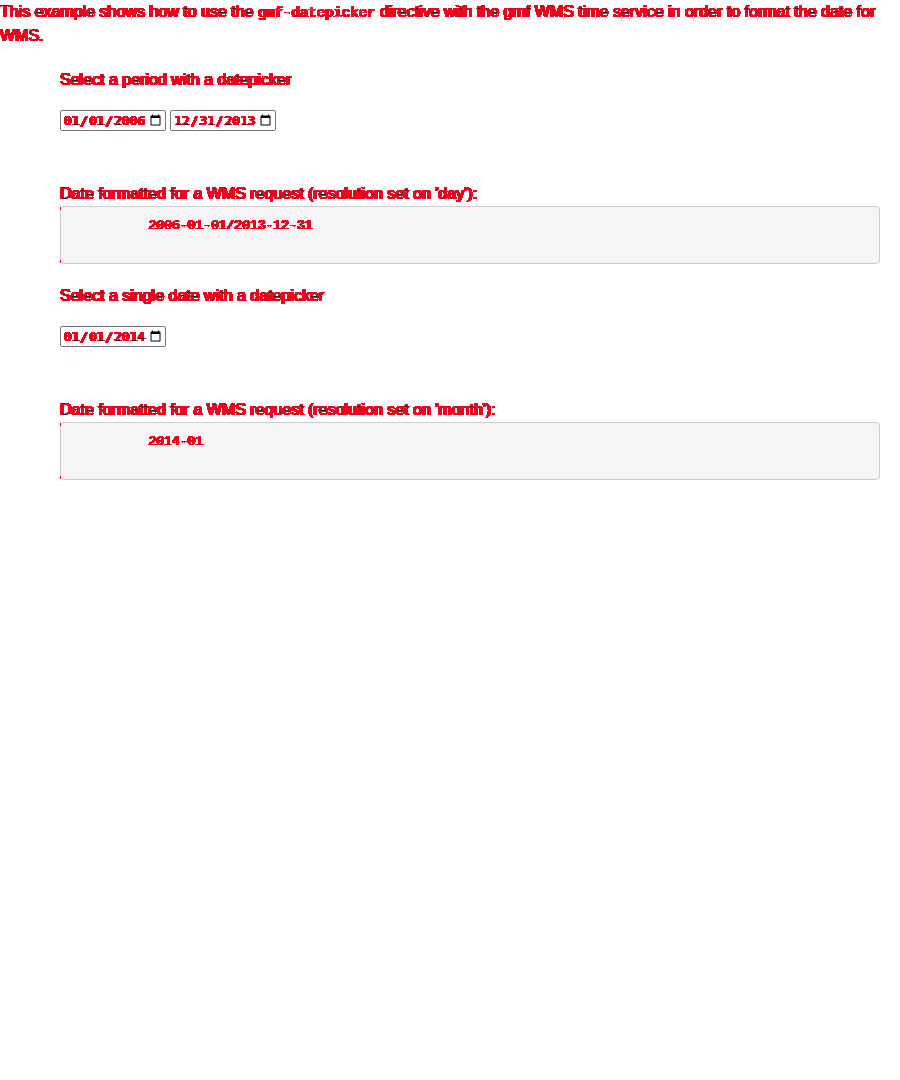 This example shows how to use the gmf-datepicker directive with the gmf WMS time service in order to format the date for
WMS.
Select a period with a datepicker
01/01/2006 12/31/2013
Date formatted for a WMS request (resolution set on 'day'):
2006-01-01/2013-12-31
Select a single date with a datepicker
01/01/2014
Date formatted for a WMS request (resolution set on 'month'):
2014-01